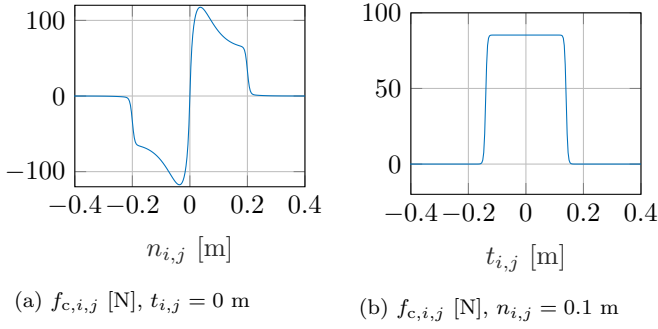 100
0
−100
−0.4 −0.2 0 0.2 0.4
n_{i,j} [m]
(a) f_{c,i,j} [N], t_{i,j} = 0 m
100
50
0
−0.4 −0.2 0 0.2 0.4
t_{i,j} [m]
(b) f_{c,i,j} [N], n_{i,j} = 0.1 m